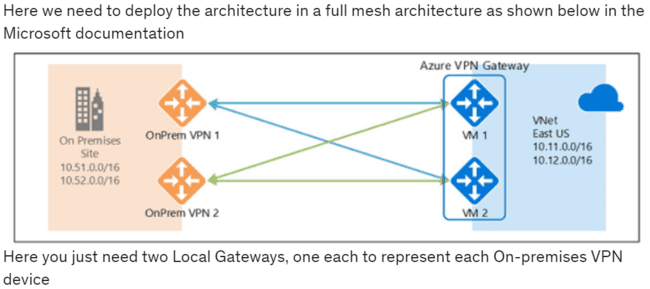 Here we need to deploy the architecture in a full mesh architecture as shown below in the
Microsoft documentation
Azure VPN Gateway
On Premises
Site
10.51.0.0/16
10.52.0.0/16
OnPrem VPN 1
VM 1
VNet
East US
10.11.0.0/16
10.12.0.0/16
OnPrem VPN 2
VM 2
Here you just need two Local Gateways, one each to represent each On-premises VPN
device